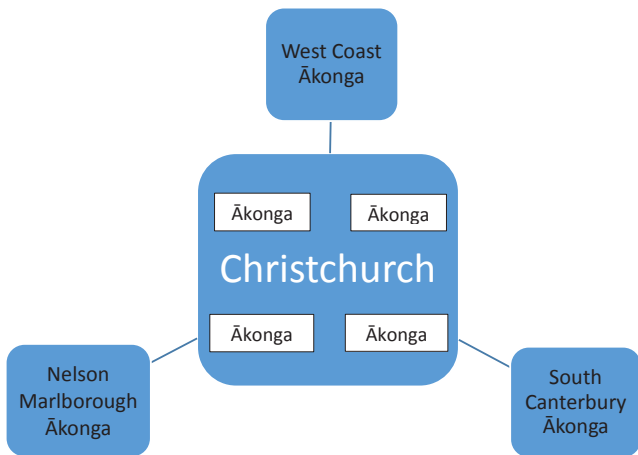 West Coast
Ākonga
Ākonga
Ākonga
Christchurch
Ākonga
Ākonga
Nelson
Marlborough
Ākonga
South
Canterbury
Ākonga